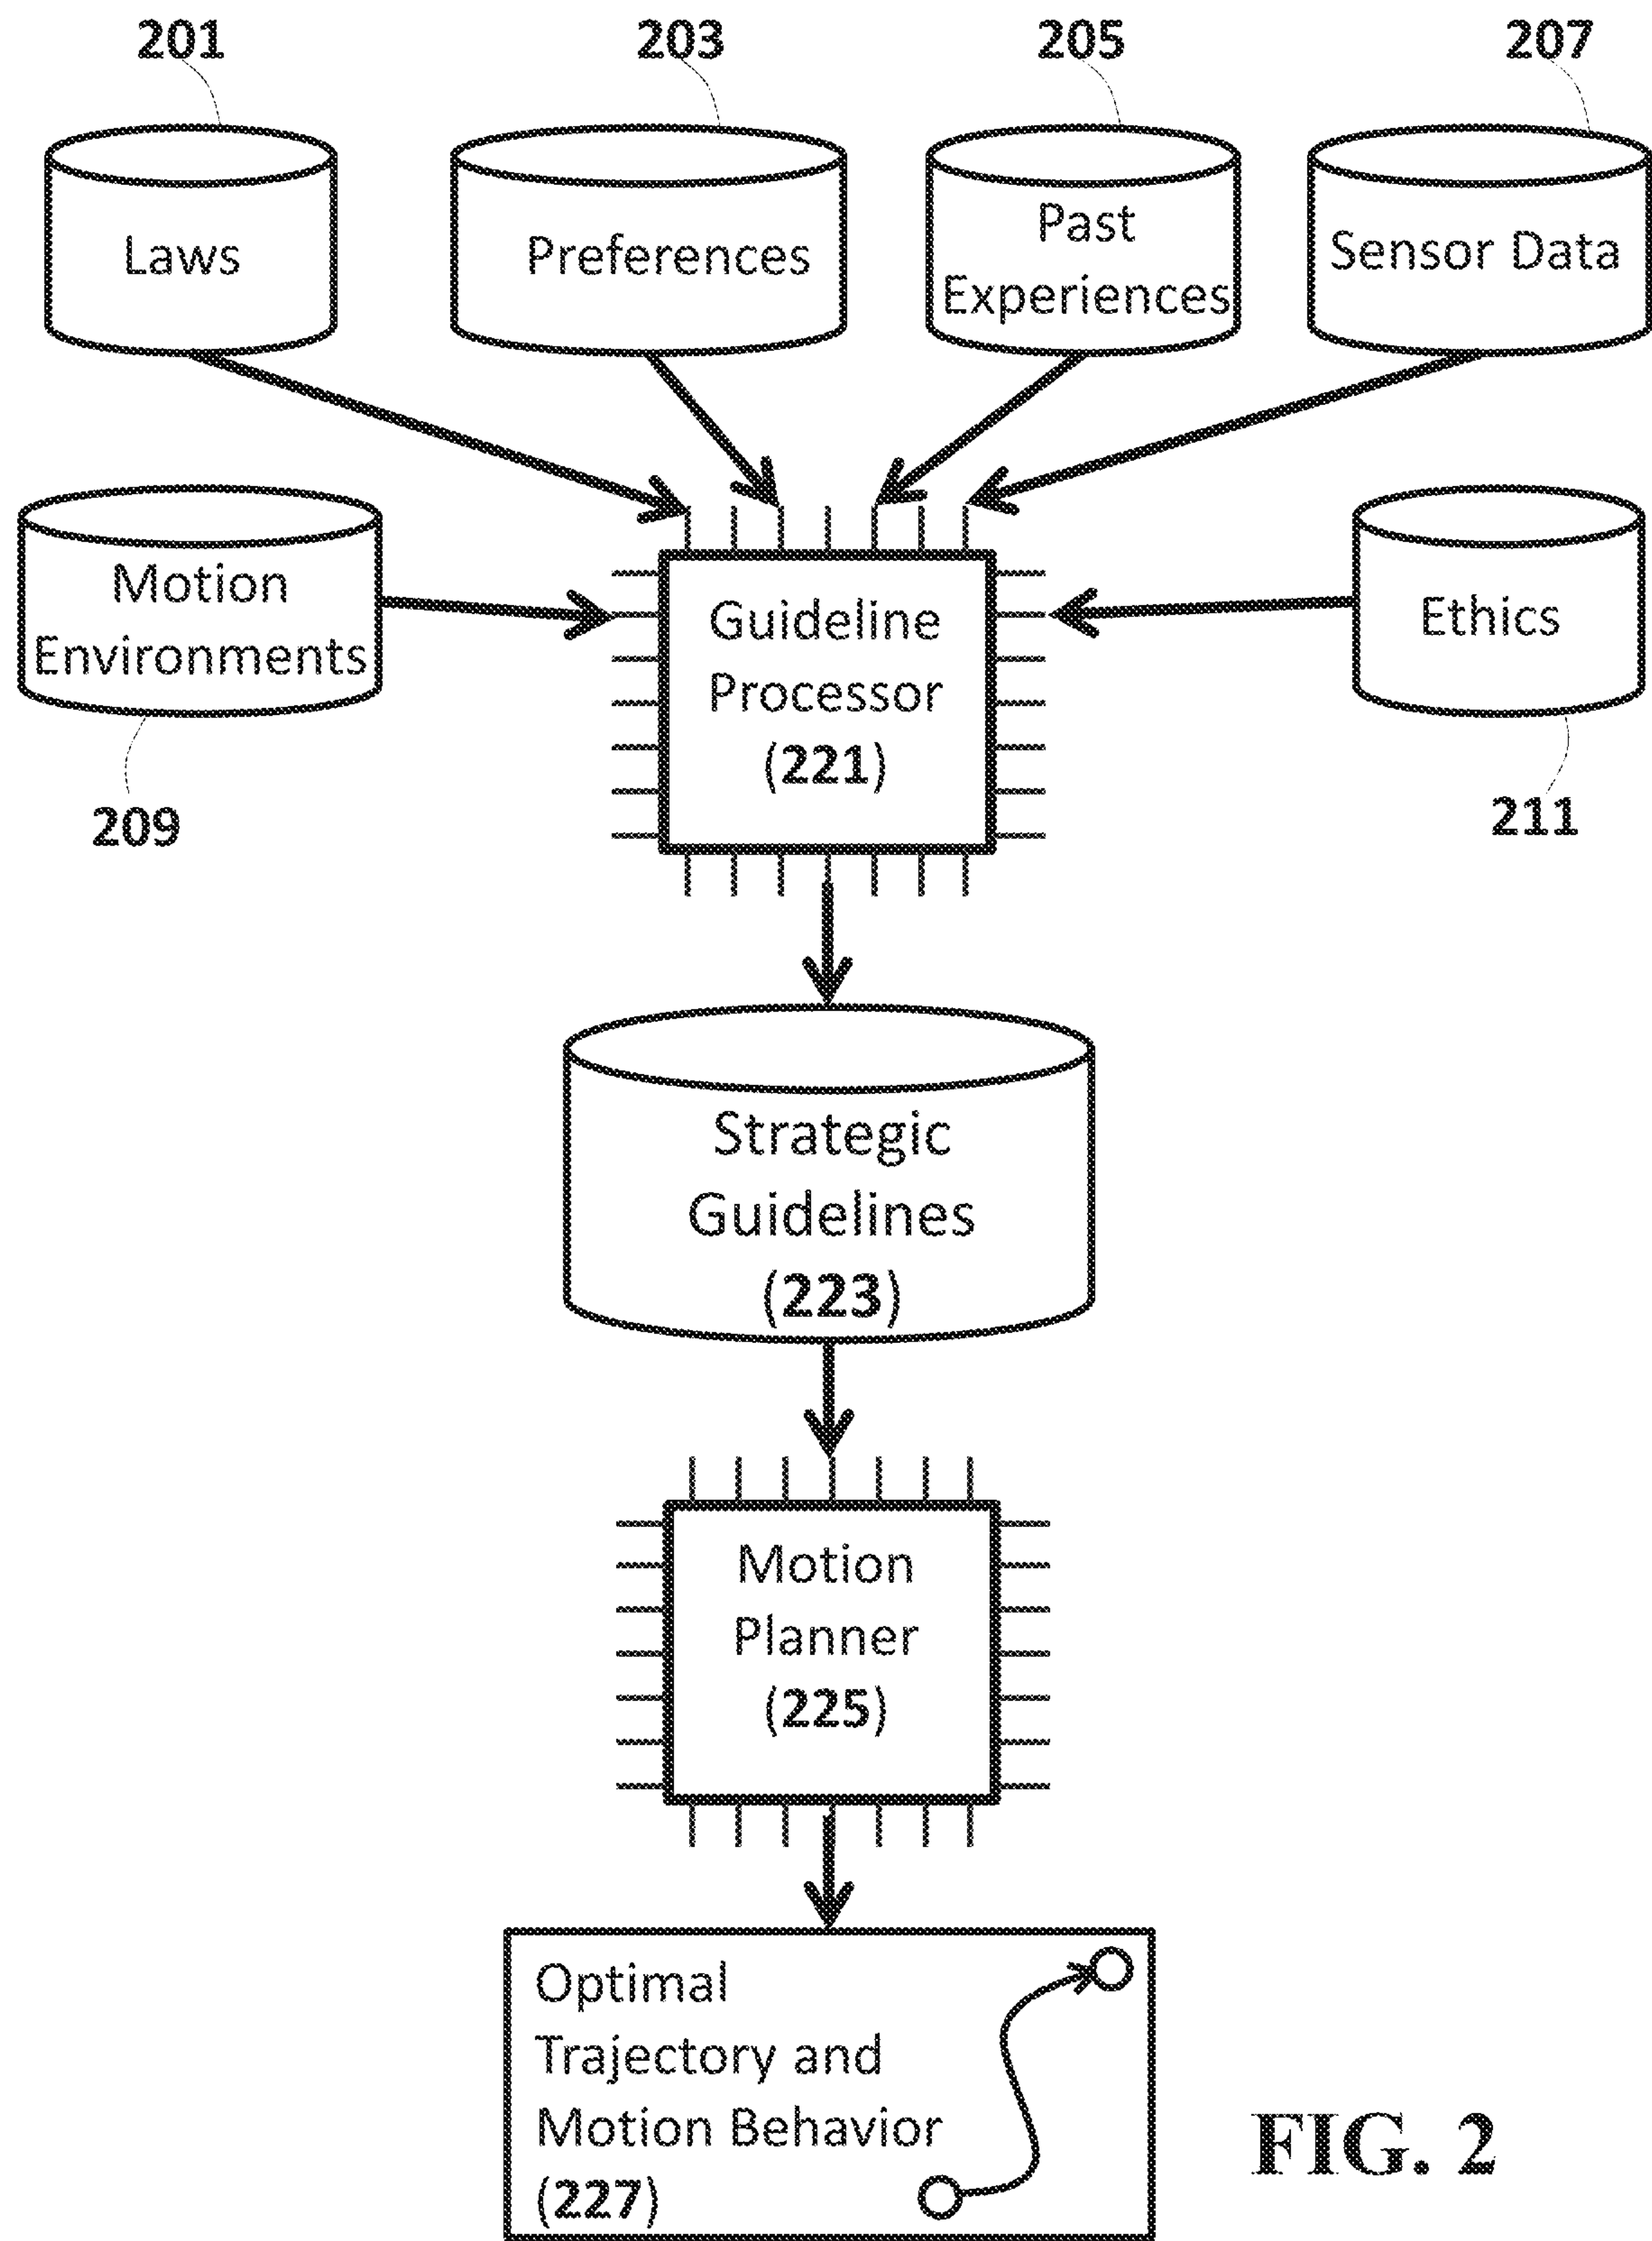 201
203
205
207
Laws
Preferences
Past
Experiences
Sensor Data
Motion
Environments
209
Guideline
Processor
(221)
Ethics
211
Strategic
Guidelines
(223)
Motion
Planner
(225)
Optimal
Trajectory and
Motion Behavior
(227)
FIG. 2